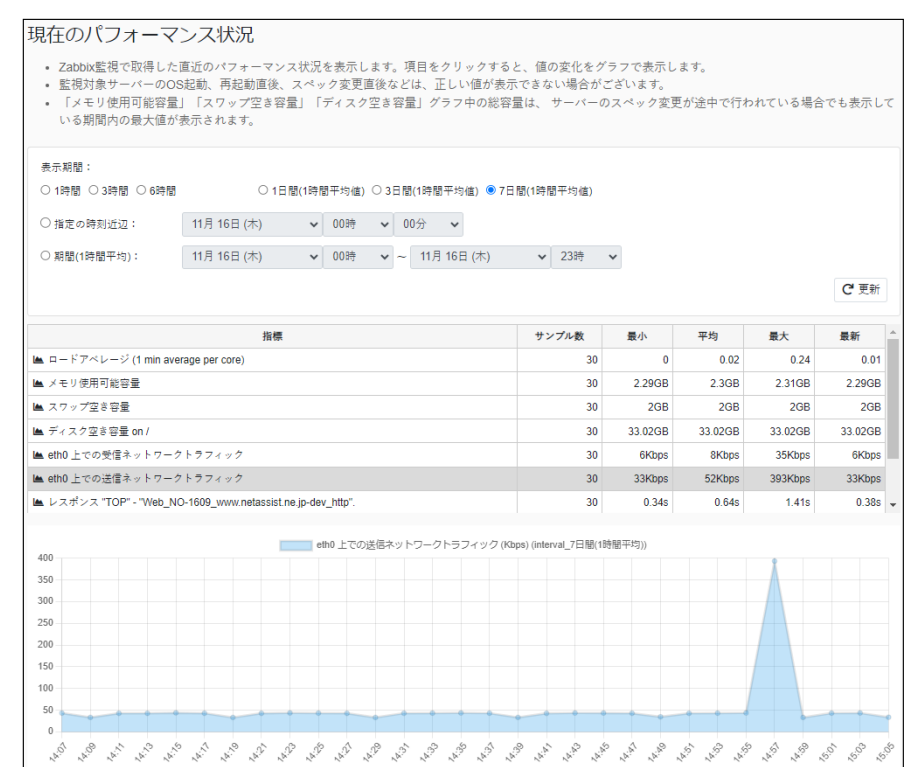 現在のパフォーマンス状況
• Zabbix監視で取得した直近のパフォーマンス状況を表示します。項目をクリックすると、値の変化をグラフで表示します。
• 監視対象サーバーのOS起動、再起動直後、スペック変更直後などは、正しい値が表示できない場合がございます。
• 「メモリ使用可能容量」「スワップ空き容量」「ディスク空き容量」グラフ中の総容量は、 サーバーのスペック変更が途中で行われている場合でも表示して
いる期間内の最大値が表示されます。
表示期間：
1時間 3時間 6時間 1日間(1時間平均値) 3日間(1時間平均値) 7日間(1時間平均値)
指定の時刻近辺： 11月 16日 (木) 00時 00分
期間(1時間平均)： 11月 16日 (木) 00時 ～ 11月 16日 (木) 23時
更新
指標 サンプル数 最小 平均 最大 最新
ロードアベレージ (1 min average per core) 30 0 0.02 0.24 0.01
メモリ使用可能容量 30 2.29GB 2.3GB 2.31GB 2.29GB
スワップ空き容量 30 2GB 2GB 2GB 2GB
ディスク空き容量 on / 30 33.02GB 33.02GB 33.02GB 33.02GB
eth0 上での受信ネットワークトラフィック 30 6Kbps 8Kbps 35Kbps 6Kbps
eth0 上での送信ネットワークトラフィック 30 33Kbps 52Kbps 393Kbps 33Kbps
レスポンス "TOP" - "Web_NO-1609_www.netassist.ne.jp-dev_http". 30 0.34s 0.64s 1.41s 0.38s
eth0 上での送信ネットワークトラフィック (Kbps) (interval_7日間(1時間平均))
400
350
300
250
200
150
100
50
0
14:07 14:09 14:11 14:13 14:15 14:17 14:19 14:21 14:23 14:25 14:27 14:29 14:31 14:33 14:35 14:37 14:39 14:41 14:43 14:45 14:47 14:49 14:51 14:53 14:55 14:57 14:59 15:01 15:03 15:05